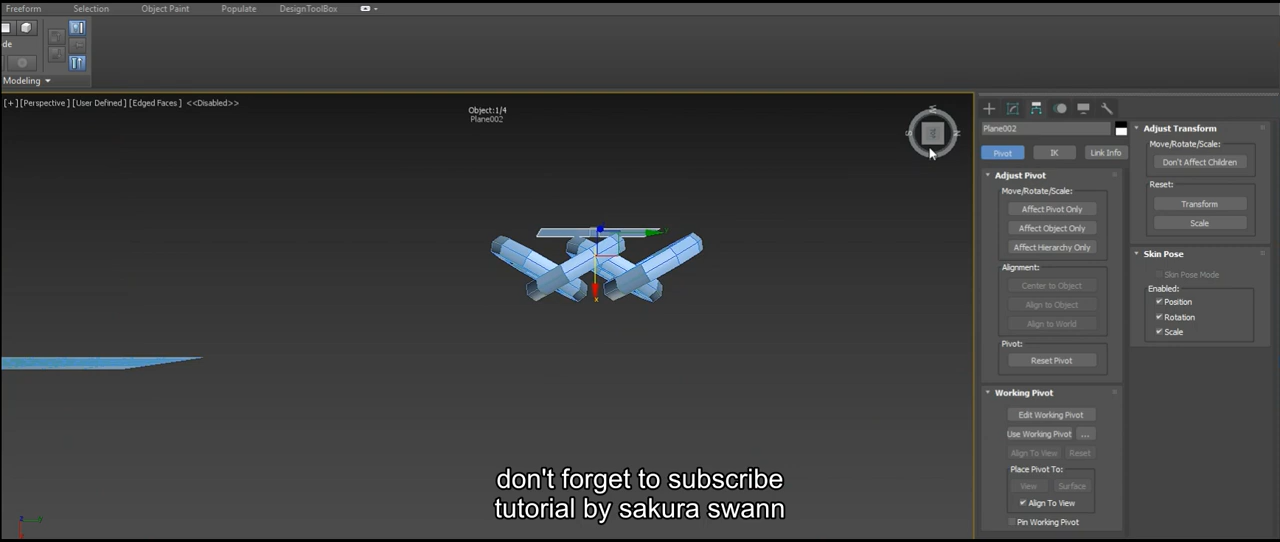 Freeform Selection Object Paint Populate DesignToolBox
de
Modeling
[+] [Perspective] [User Defined] [Edged Faces] <<Disabled>>
Object:1/4
Plane002
W
S N
x
y
don't forget to subscribe
tutorial by sakura swann
Plane002
Pivot IK Link Info
Adjust Pivot
Move/Rotate/Scale:
Affect Pivot Only
Affect Object Only
Affect Hierarchy Only
Alignment:
Center to Object
Align to Object
Align to World
Pivot:
Reset Pivot
Working Pivot
Edit Working Pivot
Use Working Pivot ...
Align To View Reset
Place Pivot To:
View Surface
Align To View
Pin Working Pivot
Adjust Transform
Move/Rotate/Scale:
Don't Affect Children
Reset:
Transform
Scale
Skin Pose
Skin Pose Mode
Enabled:
Position
Rotation
Scale